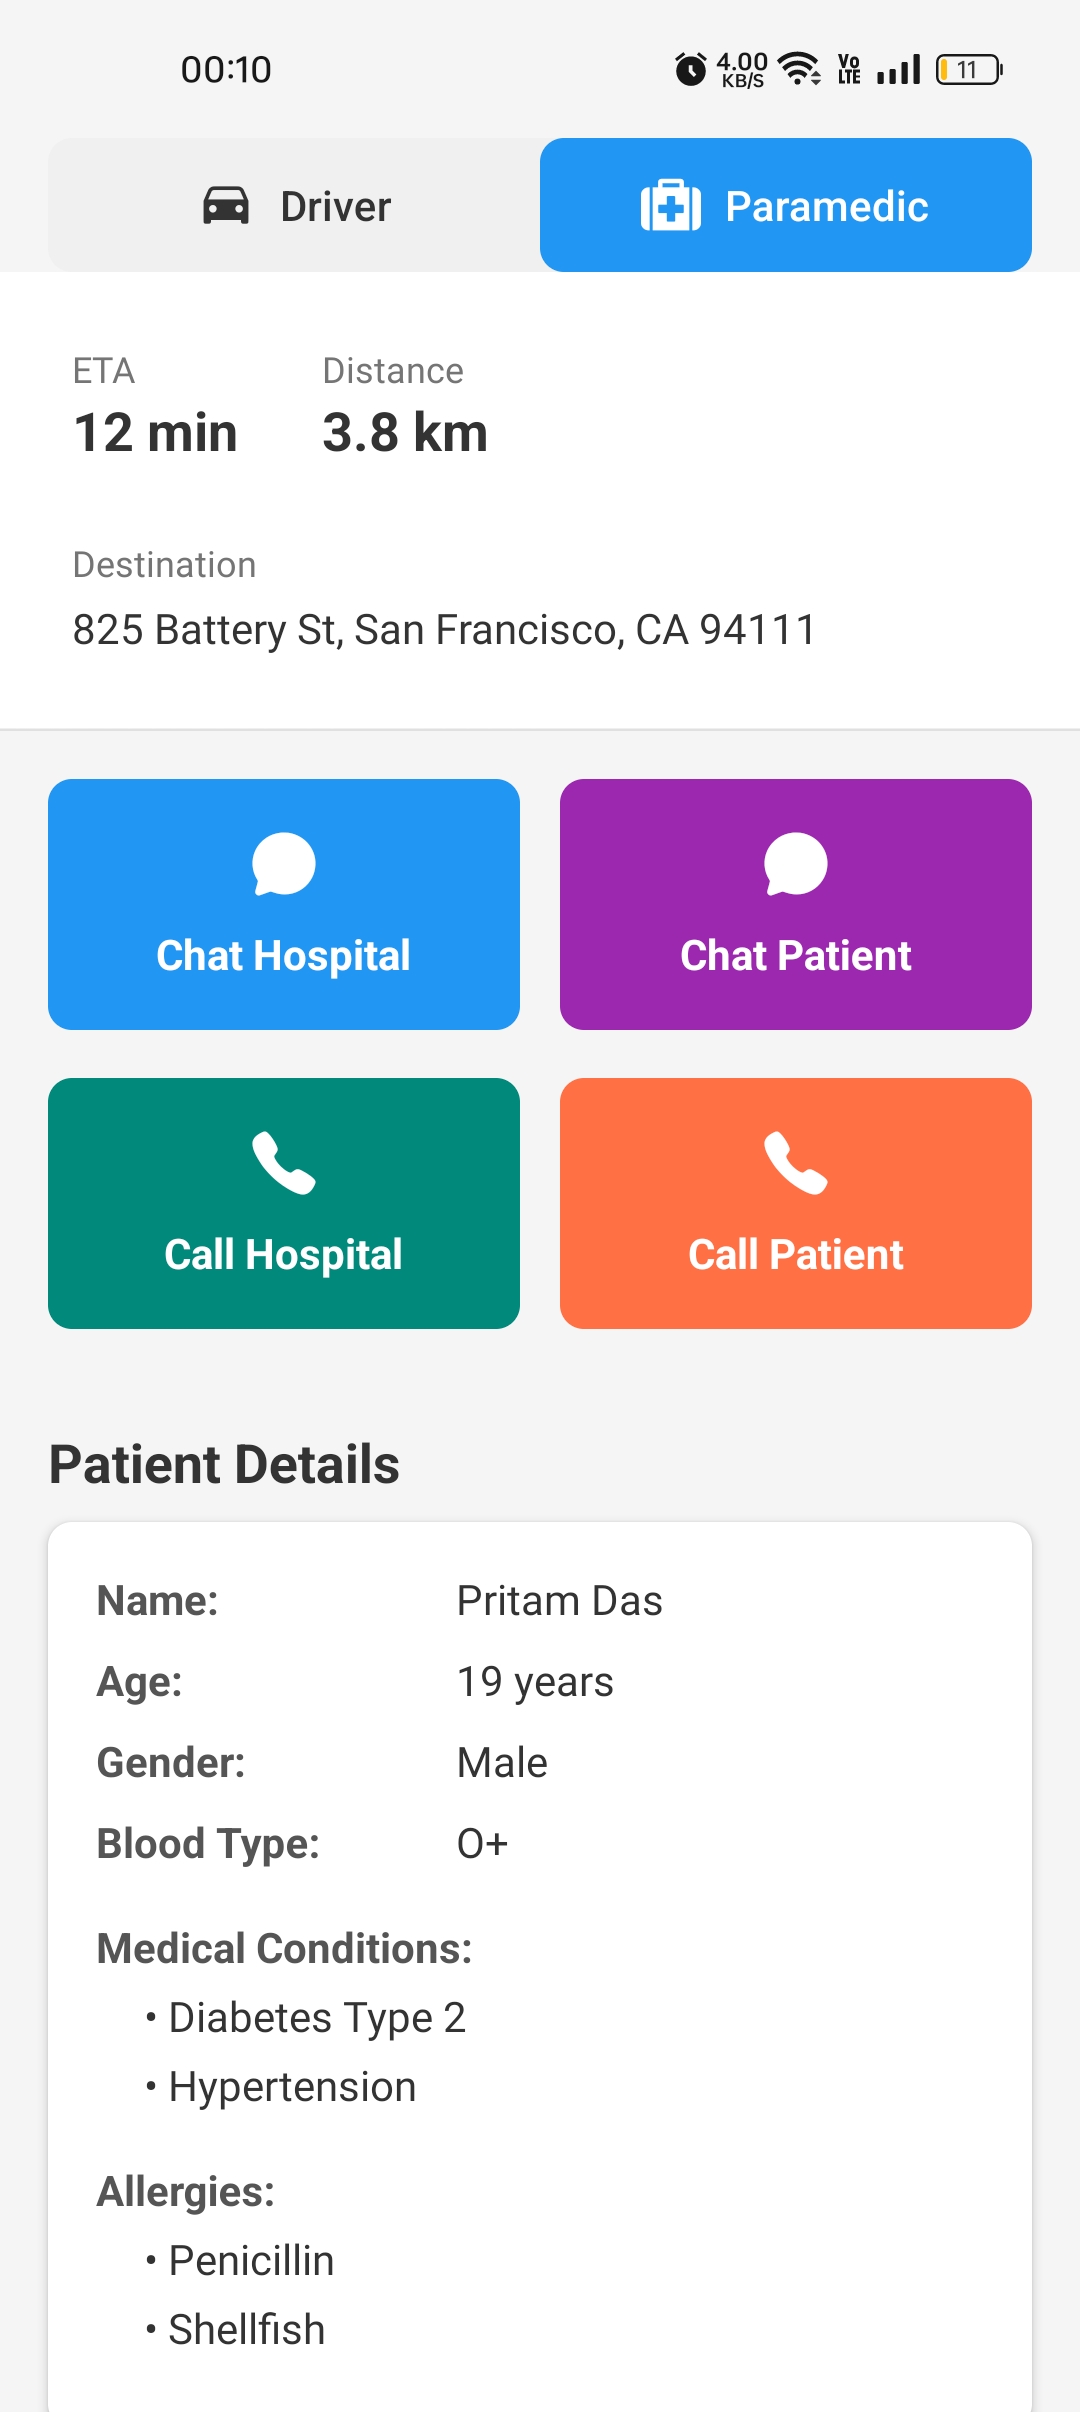 00:10
4.00
KB/S
Vo
LTE
11
Driver
Paramedic
ETA
Distance
12 min
3.8 km
Destination
825 Battery St, San Francisco, CA 94111
Chat Hospital
Chat Patient
Call Hospital
Call Patient
Patient Details
Name: Pritam Das
Age: 19 years
Gender: Male
Blood Type: O+
Medical Conditions:
• Diabetes Type 2
• Hypertension
Allergies:
• Penicillin
• Shellfish